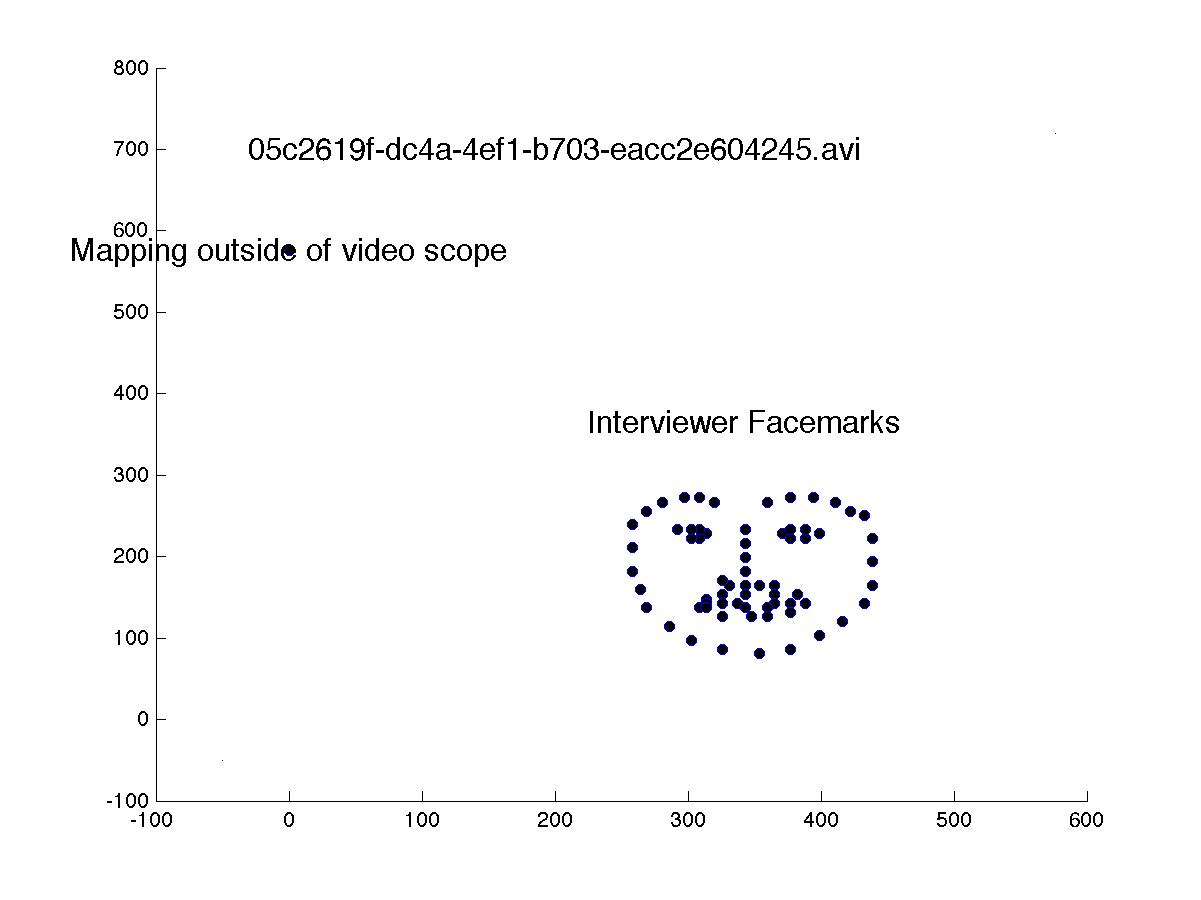 800
700
05c2619f-dc4a-4ef1-b703-eacc2e604245.avi
600
Mapping outside of video scope
500
400
Interviewer Facemarks
300
200
100
0
-100
-100 0 100 200 300 400 500 600